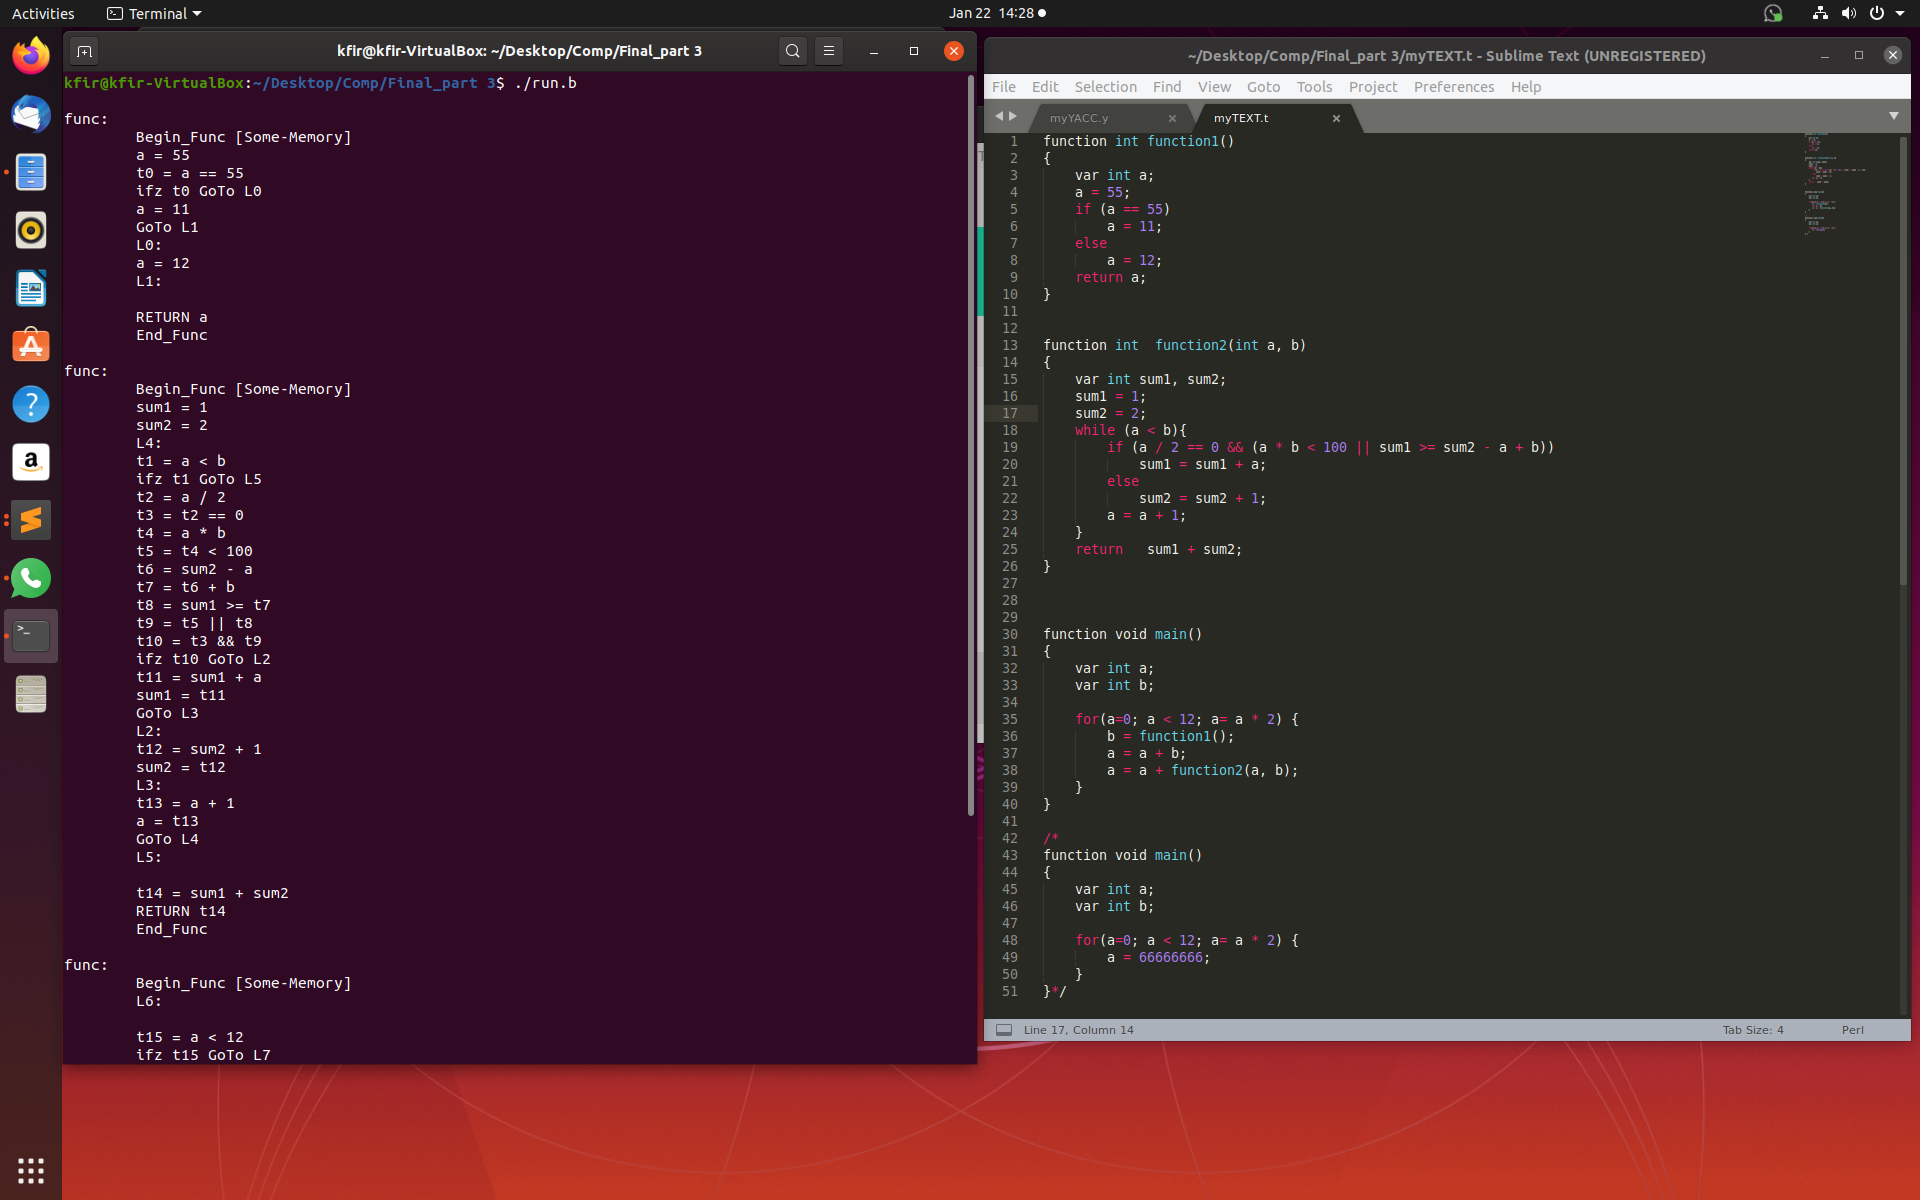 Activities
Terminal
Jan 22 14:28
kfir@kfir-VirtualBox: ~/Desktop/Comp/Final_part 3
kfir@kfir-VirtualBox:~/Desktop/Comp/Final_part 3$ ./run.b
func:
Begin_Func [Some-Memory]
a = 55
t0 = a == 55
ifz t0 GoTo L0
a = 11
GoTo L1
L0:
a = 12
L1:
RETURN a
End_Func
func:
Begin_Func [Some-Memory]
sum1 = 1
sum2 = 2
L4:
t1 = a < b
ifz t1 GoTo L5
t2 = a / 2
t3 = t2 == 0
t4 = a * b
t5 = t4 < 100
t6 = sum2 - a
t7 = t6 + b
t8 = sum1 >= t7
t9 = t5 || t8
t10 = t3 && t9
ifz t10 GoTo L2
t11 = sum1 + a
sum1 = t11
GoTo L3
L2:
t12 = sum2 + 1
sum2 = t12
L3:
t13 = a + 1
a = t13
GoTo L4
L5:
t14 = sum1 + sum2
RETURN t14
End_Func
func:
Begin_Func [Some-Memory]
L6:
t15 = a < 12
ifz t15 GoTo L7
~/Desktop/Comp/Final_part 3/myTEXT.t - Sublime Text (UNREGISTERED)
File Edit Selection Find View Goto Tools Project Preferences Help
myYACC.y
myTEXT.t
1 function int function1()
2 {
3 var int a;
4 a = 55;
5 if (a == 55)
6 a = 11;
7 else
8 a = 12;
9 return a;
10 }
11
12
13 function int  function2(int a, b)
14 {
15 var int sum1, sum2;
16 sum1 = 1;
17 sum2 = 2;
18 while (a < b){
19 if (a / 2 == 0 && (a * b < 100 || sum1 >= sum2 - a + b))
20 sum1 = sum1 + a;
21 else
22 sum2 = sum2 + 1;
23 a = a + 1;
24 }
25 return   sum1 + sum2;
26 }
27
28
29
30 function void main()
31 {
32 var int a;
33 var int b;
34
35 for(a=0; a < 12; a= a * 2) {
36 b = function1();
37 a = a + b;
38 a = a + function2(a, b);
39 }
40 }
41
42 /*
43 function void main()
44 {
45 var int a;
46 var int b;
47
48 for(a=0; a < 12; a= a * 2) {
49 a = 66666666;
50 }
51 }*/
Line 17, Column 14
Tab Size: 4
Perl